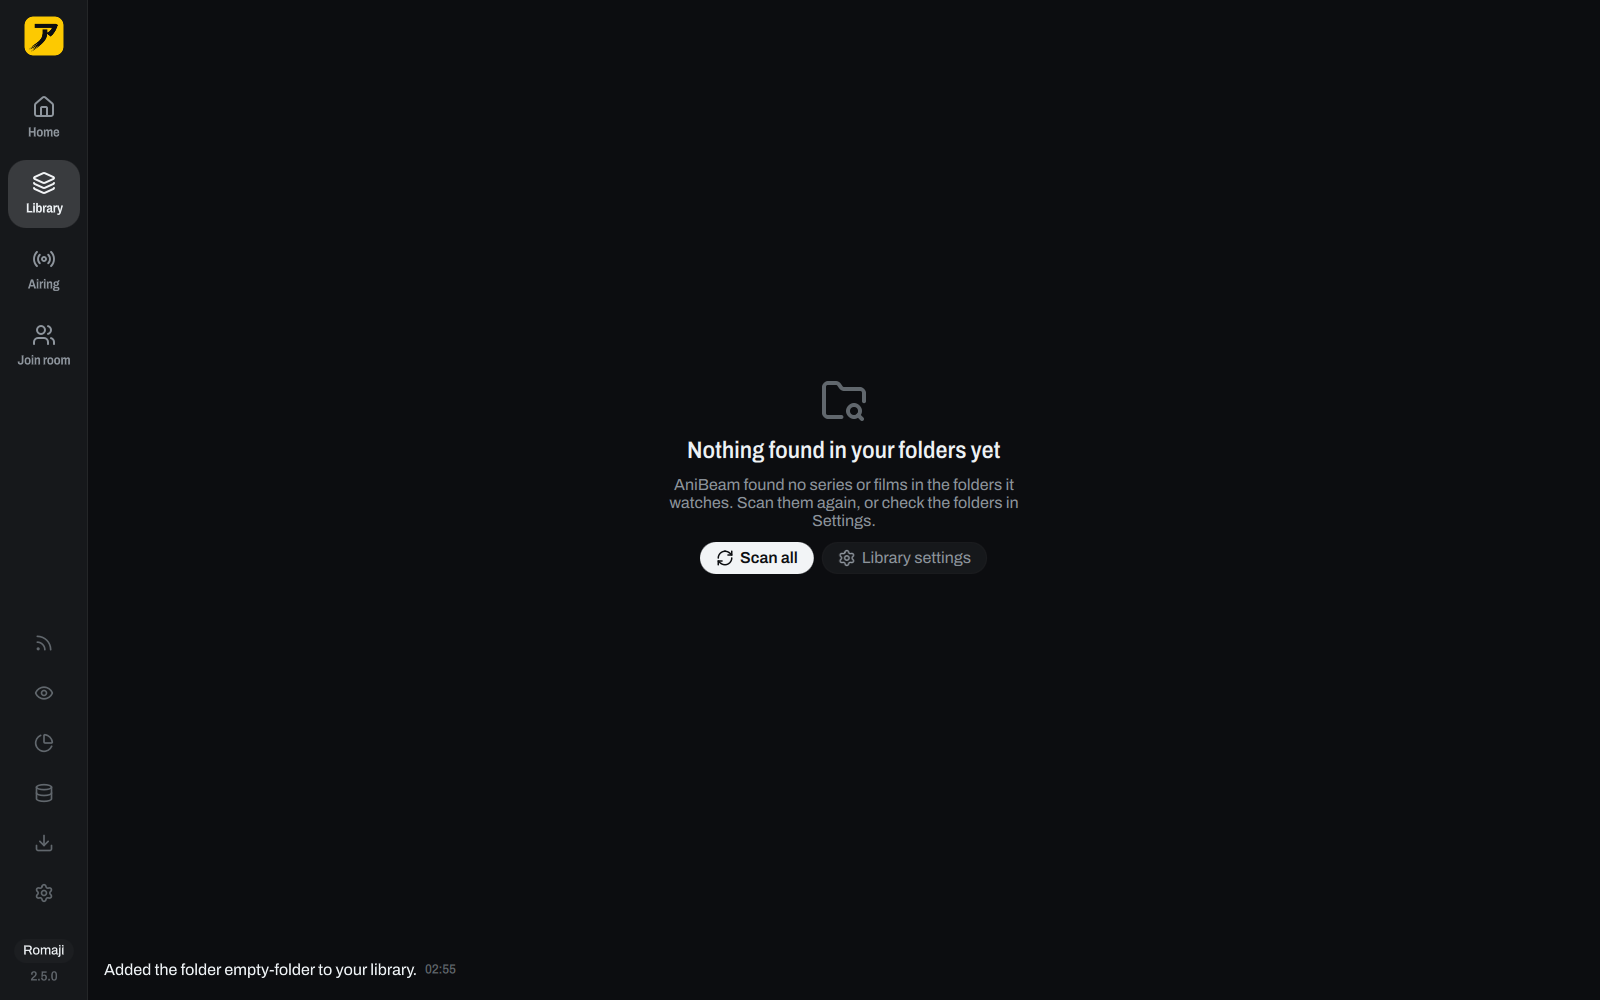 ア
Home
Library
Airing
Join room
Nothing found in your folders yet
AniBeam found no series or films in the folders it
watches. Scan them again, or check the folders in
Settings.
Scan all
Library settings
Romaji
2.5.0
Added the folder empty-folder to your library. 02:55